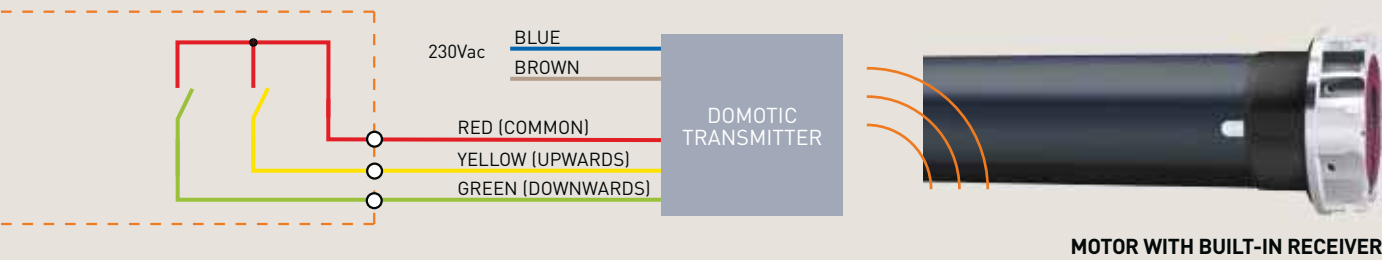 230Vac
BLUE
BROWN
RED (COMMON)
YELLOW (UPWARDS)
GREEN (DOWNWARDS)
DOMOTIC
TRANSMITTER
MOTOR WITH BUILT-IN RECEIVER